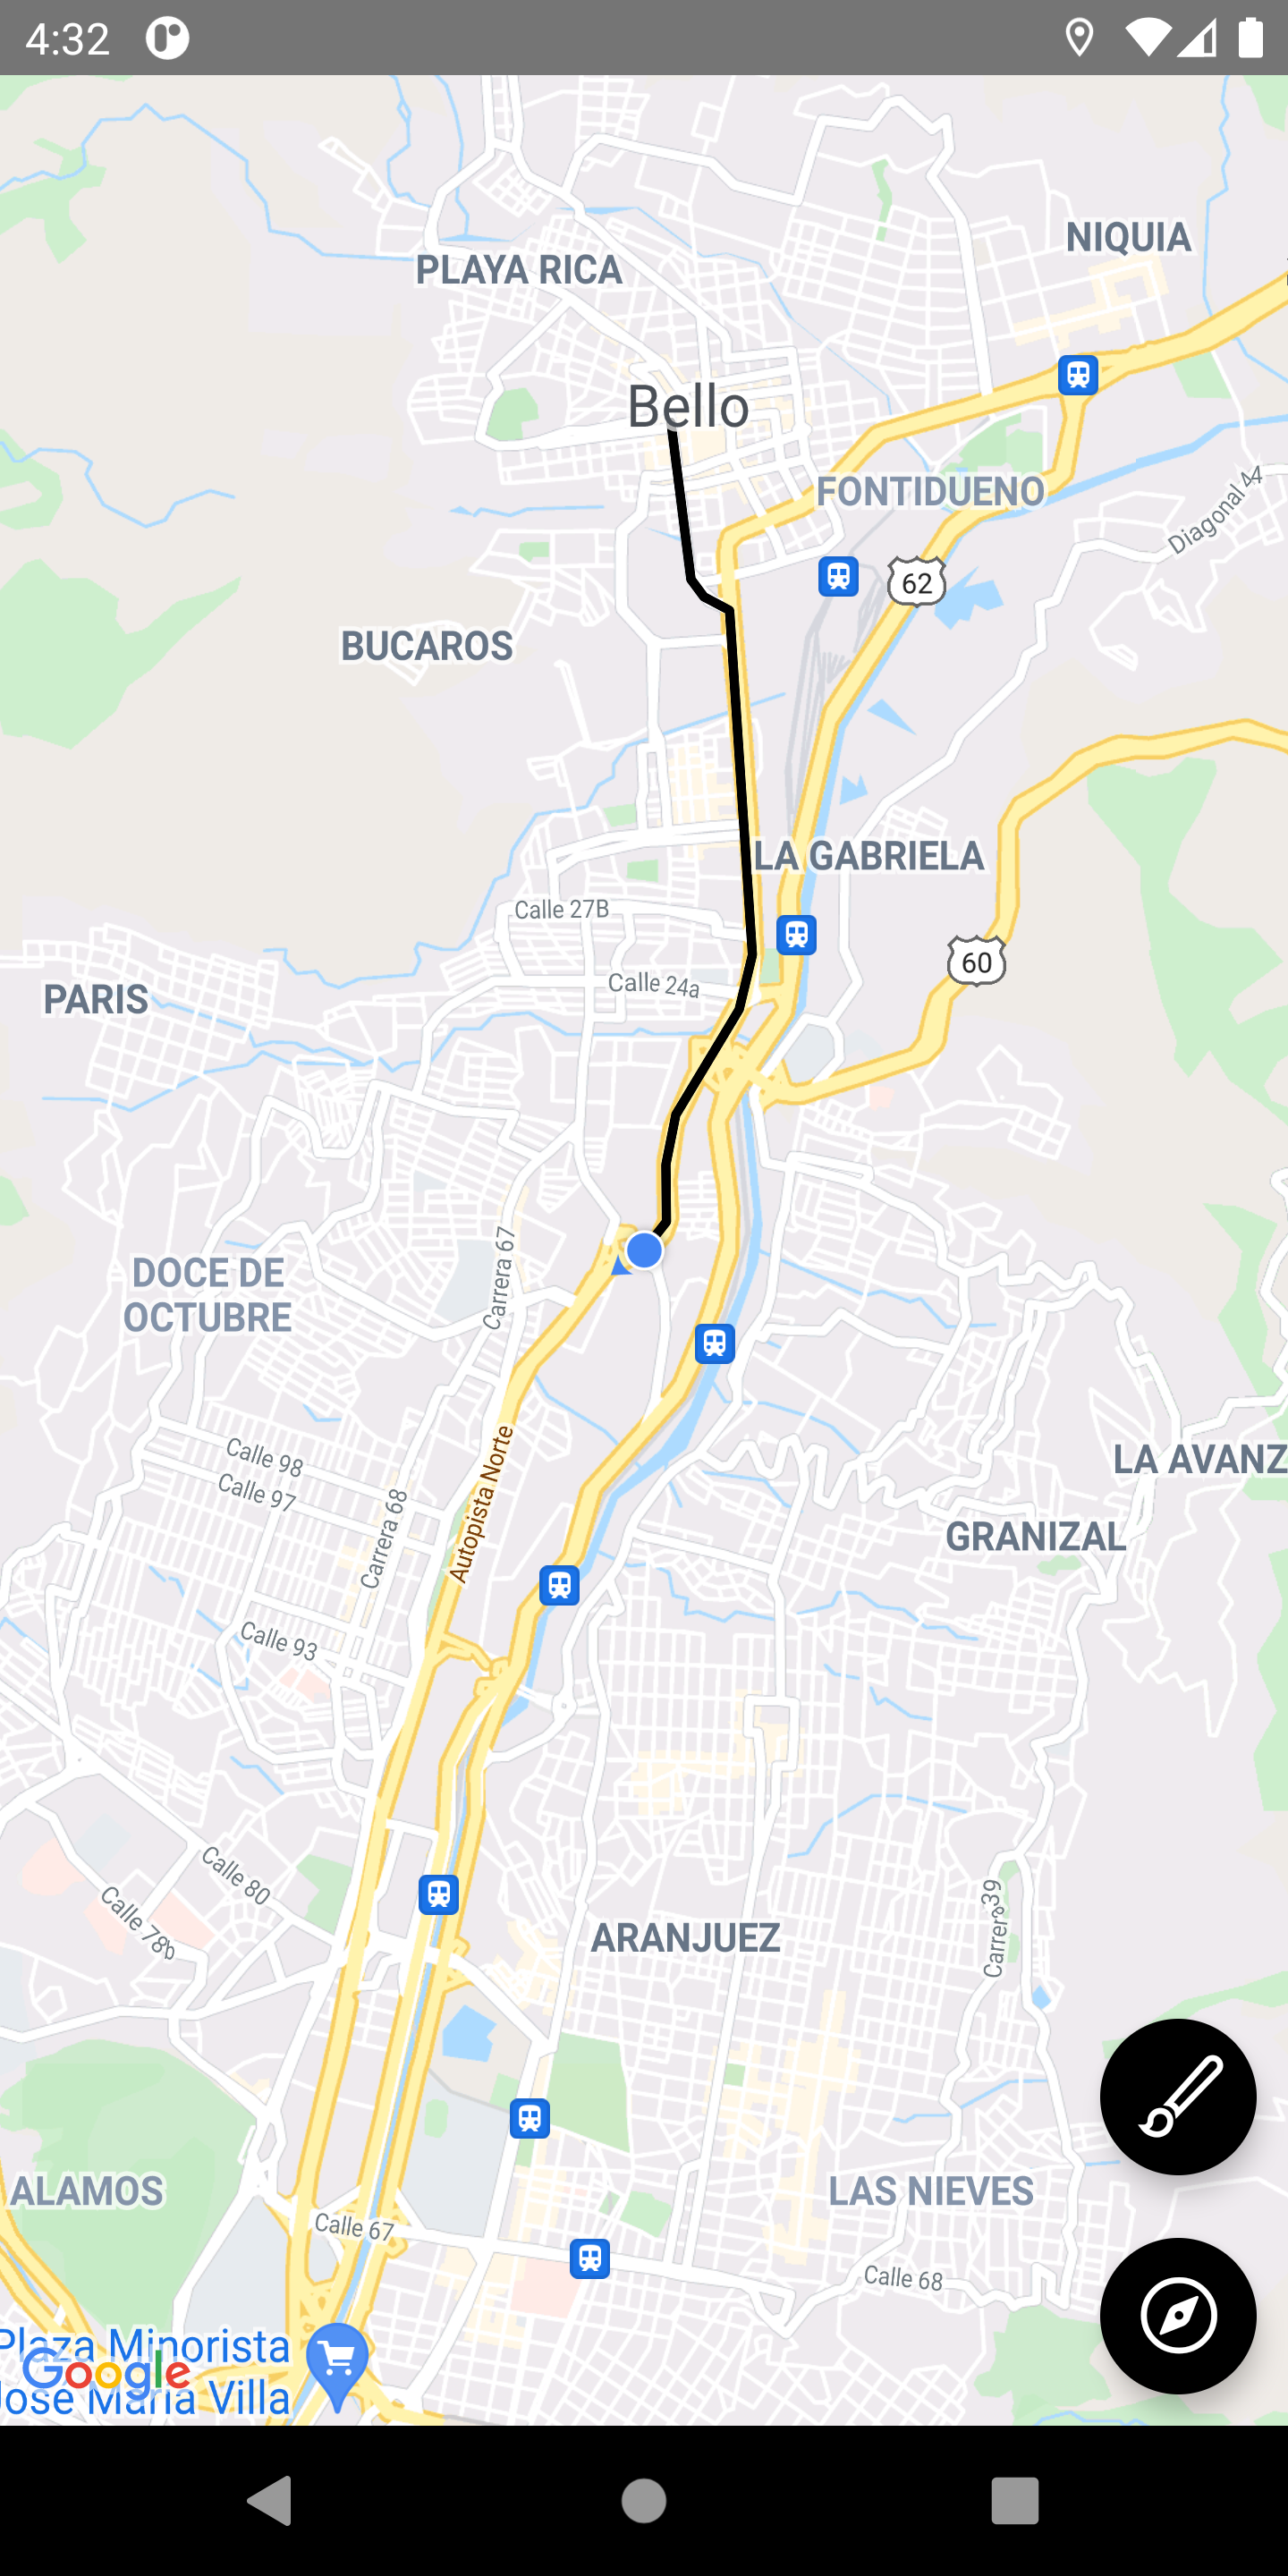 4:32
NIQUIA
PLAYA RICA
Bello
FONTIDUENO
Diagonal 44
62
BUCAROS
LA GABRIELA
Calle 27B
60
Calle 24a
PARIS
Carrera 67
DOCE DE
OCTUBRE
Calle 98
Calle 97
Carrera 68
Autopista Norte
LA AVANZ
GRANIZAL
Calle 93
Calle 80
Calle 78b
ARANJUEZ
Carrera 39
ALAMOS
LAS NIEVES
Calle 67
Calle 68
Plaza Minorista
Google
Jose Maria Villa